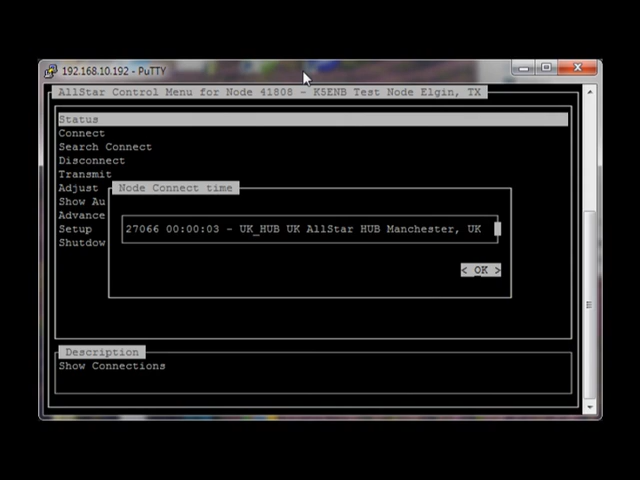 192.168.10.192 - PuTTY
AllStar Control Menu for Node 41808 - K5ENB Test Node Elgin, TX
Status
Connect
Search Connect
Disconnect
Transmit
Adjust
Show Au
Advance
Setup
Shutdow
Node Connect time
27066 00:00:03 - UK_HUB UK AllStar HUB Manchester, UK
< OK >
Description
Show Connections